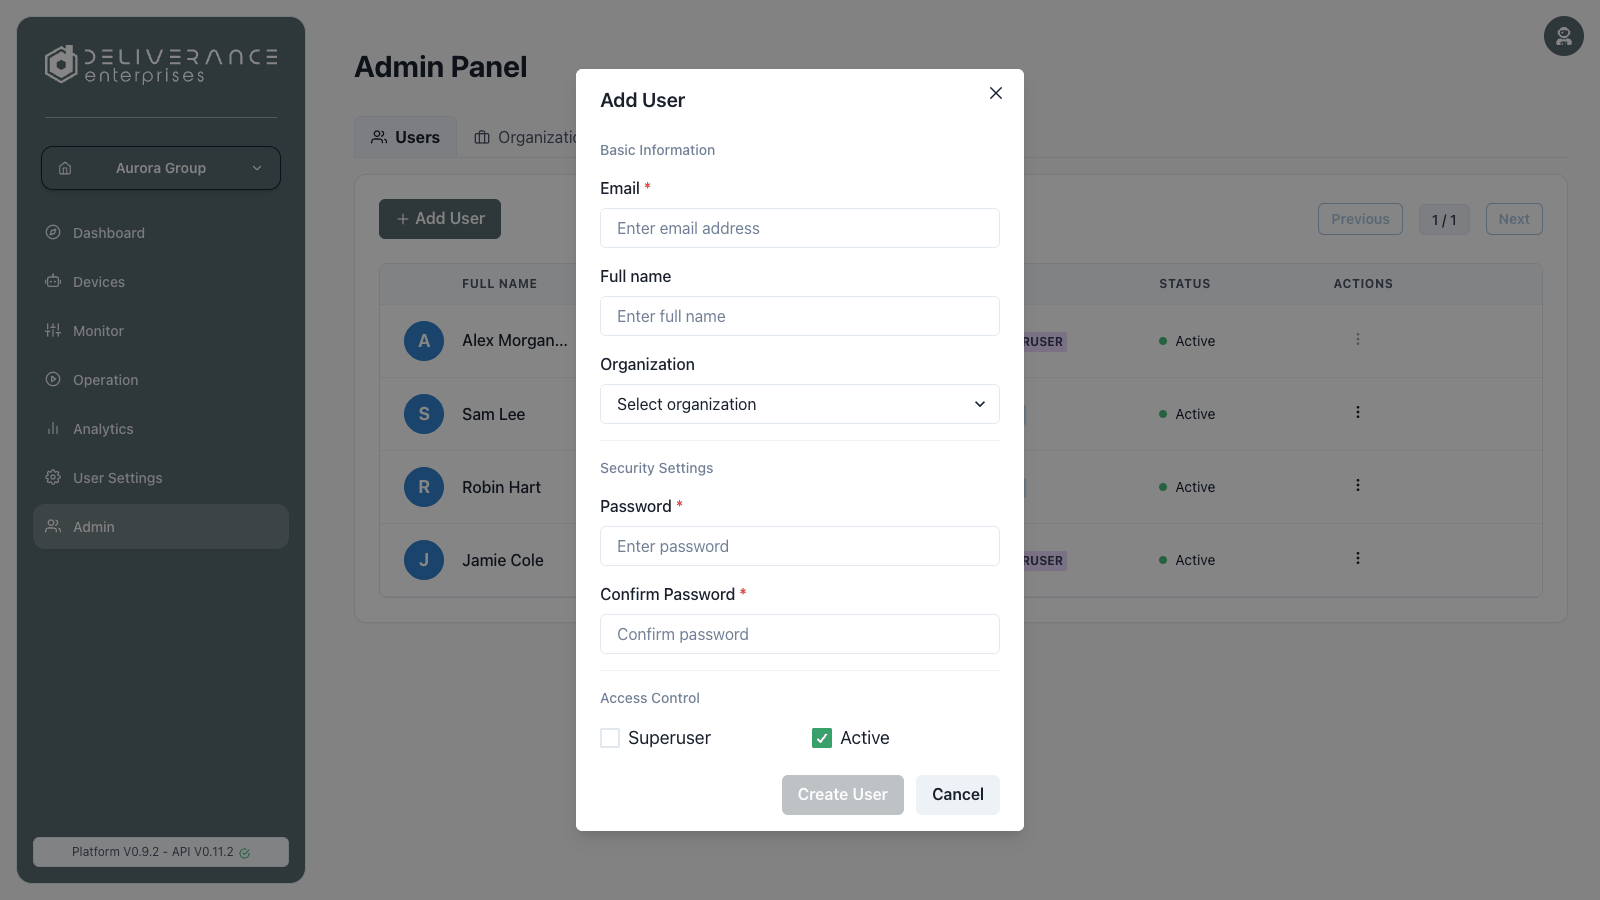 DELIVERANCE
enterprises
Aurora Group
Dashboard
Devices
Monitor
Operation
Analytics
User Settings
Admin
Platform V0.9.2 - API V0.11.2
Admin Panel
Users
+ Add User
Previous
1 / 1
Next
FULL NAME
STATUS
ACTIONS
A
Alex Morgan...
Active
S
Sam Lee
Active
R
Robin Hart
Active
J
Jamie Cole
Active
Add User
Basic Information
Email *
Enter email address
Full name
Enter full name
Organization
Select organization
Security Settings
Password *
Enter password
Confirm Password *
Confirm password
Access Control
Superuser
Active
Create User
Cancel